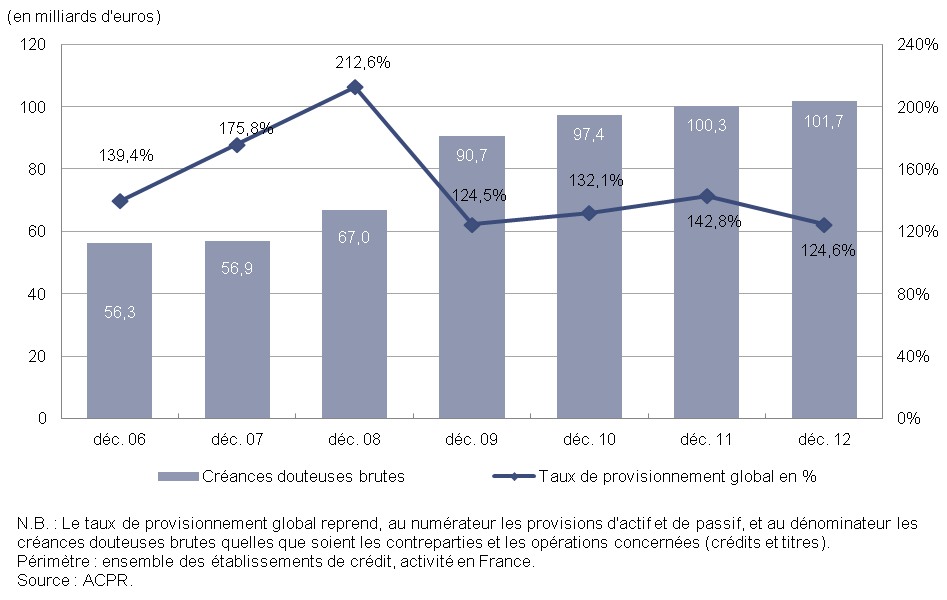 (en milliards d'euros)
120
240%
212,6%
100
200%
175,8%
139,4%
90,7
97,4
100,3
101,7
80
160%
124,5%
132,1%
142,8%
124,6%
60
120%
67,0
56,9
56,3
40
80%
20
40%
0
0%
déc. 06
déc. 07
déc. 08
déc. 09
déc. 10
déc. 11
déc. 12
Créances douteuses brutes
Taux de provisionnement global en %
N.B. : Le taux de provisionnement global reprend, au numérateur les provisions d'actif et de passif, et au dénominateur les
créances douteuses brutes quelles que soient les contreparties et les opérations concernées (crédits et titres).
Périmètre : ensemble des établissements de crédit, activité en France.
Source : ACPR.